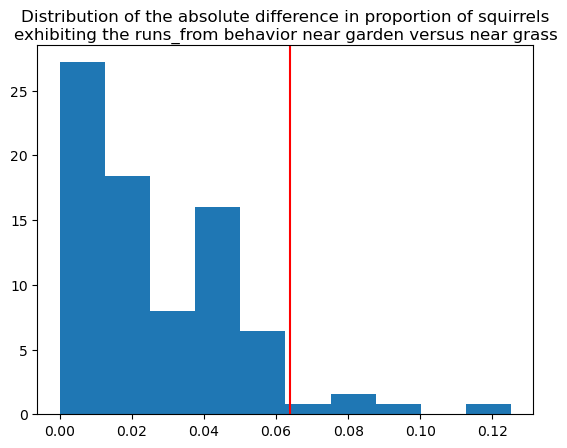 Distribution of the absolute difference in proportion of squirrels
exhibiting the runs_from behavior near garden versus near grass
25
20
15
10
5
0
0.00 0.02 0.04 0.06 0.08 0.10 0.12